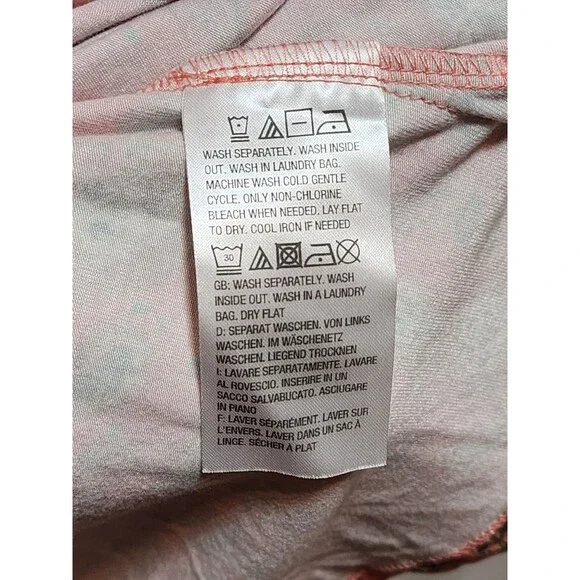 WASH SEPARATELY. WASH INSIDE
OUT. WASH IN LAUNDRY BAG.
MACHINE WASH COLD GENTLE
CYCLE. ONLY NON-CHLORINE
BLEACH WHEN NEEDED. LAY FLAT
TO DRY. COOL IRON IF NEEDED
30
GB: WASH SEPARATELY. WASH
INSIDE OUT. WASH IN A LAUNDRY
BAG. DRY FLAT
D: SEPARAT WASCHEN. VON LINKS
WASCHEN. IM WÄSCHENETZ
WASCHEN. LIEGEND TROCKNEN
I: LAVARE SEPARATAMENTE. LAVARE
AL ROVESCIO. INSERIRE IN UN
SACCO SALVABUCATO. ASCIUGARE
IN PIANO
F: LAVER SÉPARÉMENT. LAVER SUR
L'ENVERS. LAVER DANS UN SAC À
LINGE. SÉCHER À PLAT